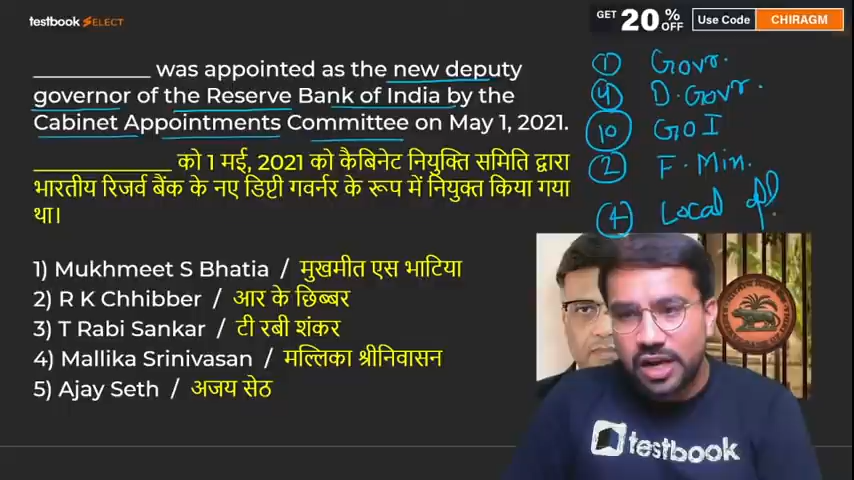 testbook SELECT
GET 20% OFF
Use Code CHIRAGM
__________ was appointed as the new deputy
governor of the Reserve Bank of India by the
Cabinet Appointments Committee on May 1, 2021.
____________ को 1 मई, 2021 को कैबिनेट नियुक्ति समिति द्वारा
भारतीय रिजर्व बैंक के नए डिप्टी गवर्नर के रूप में नियुक्त किया गया
था।
1) Mukhmeet S Bhatia / मुखमीत एस भाटिया
2) R K Chhibber / आर के छिब्बर
3) T Rabi Sankar / टी रबी शंकर
4) Mallika Srinivasan / मल्लिका श्रीनिवासन
5) Ajay Seth / अजय सेठ
1 Govr.
4 D. Govr.
10 GOI
2 F. Min.
4 Local
testbook